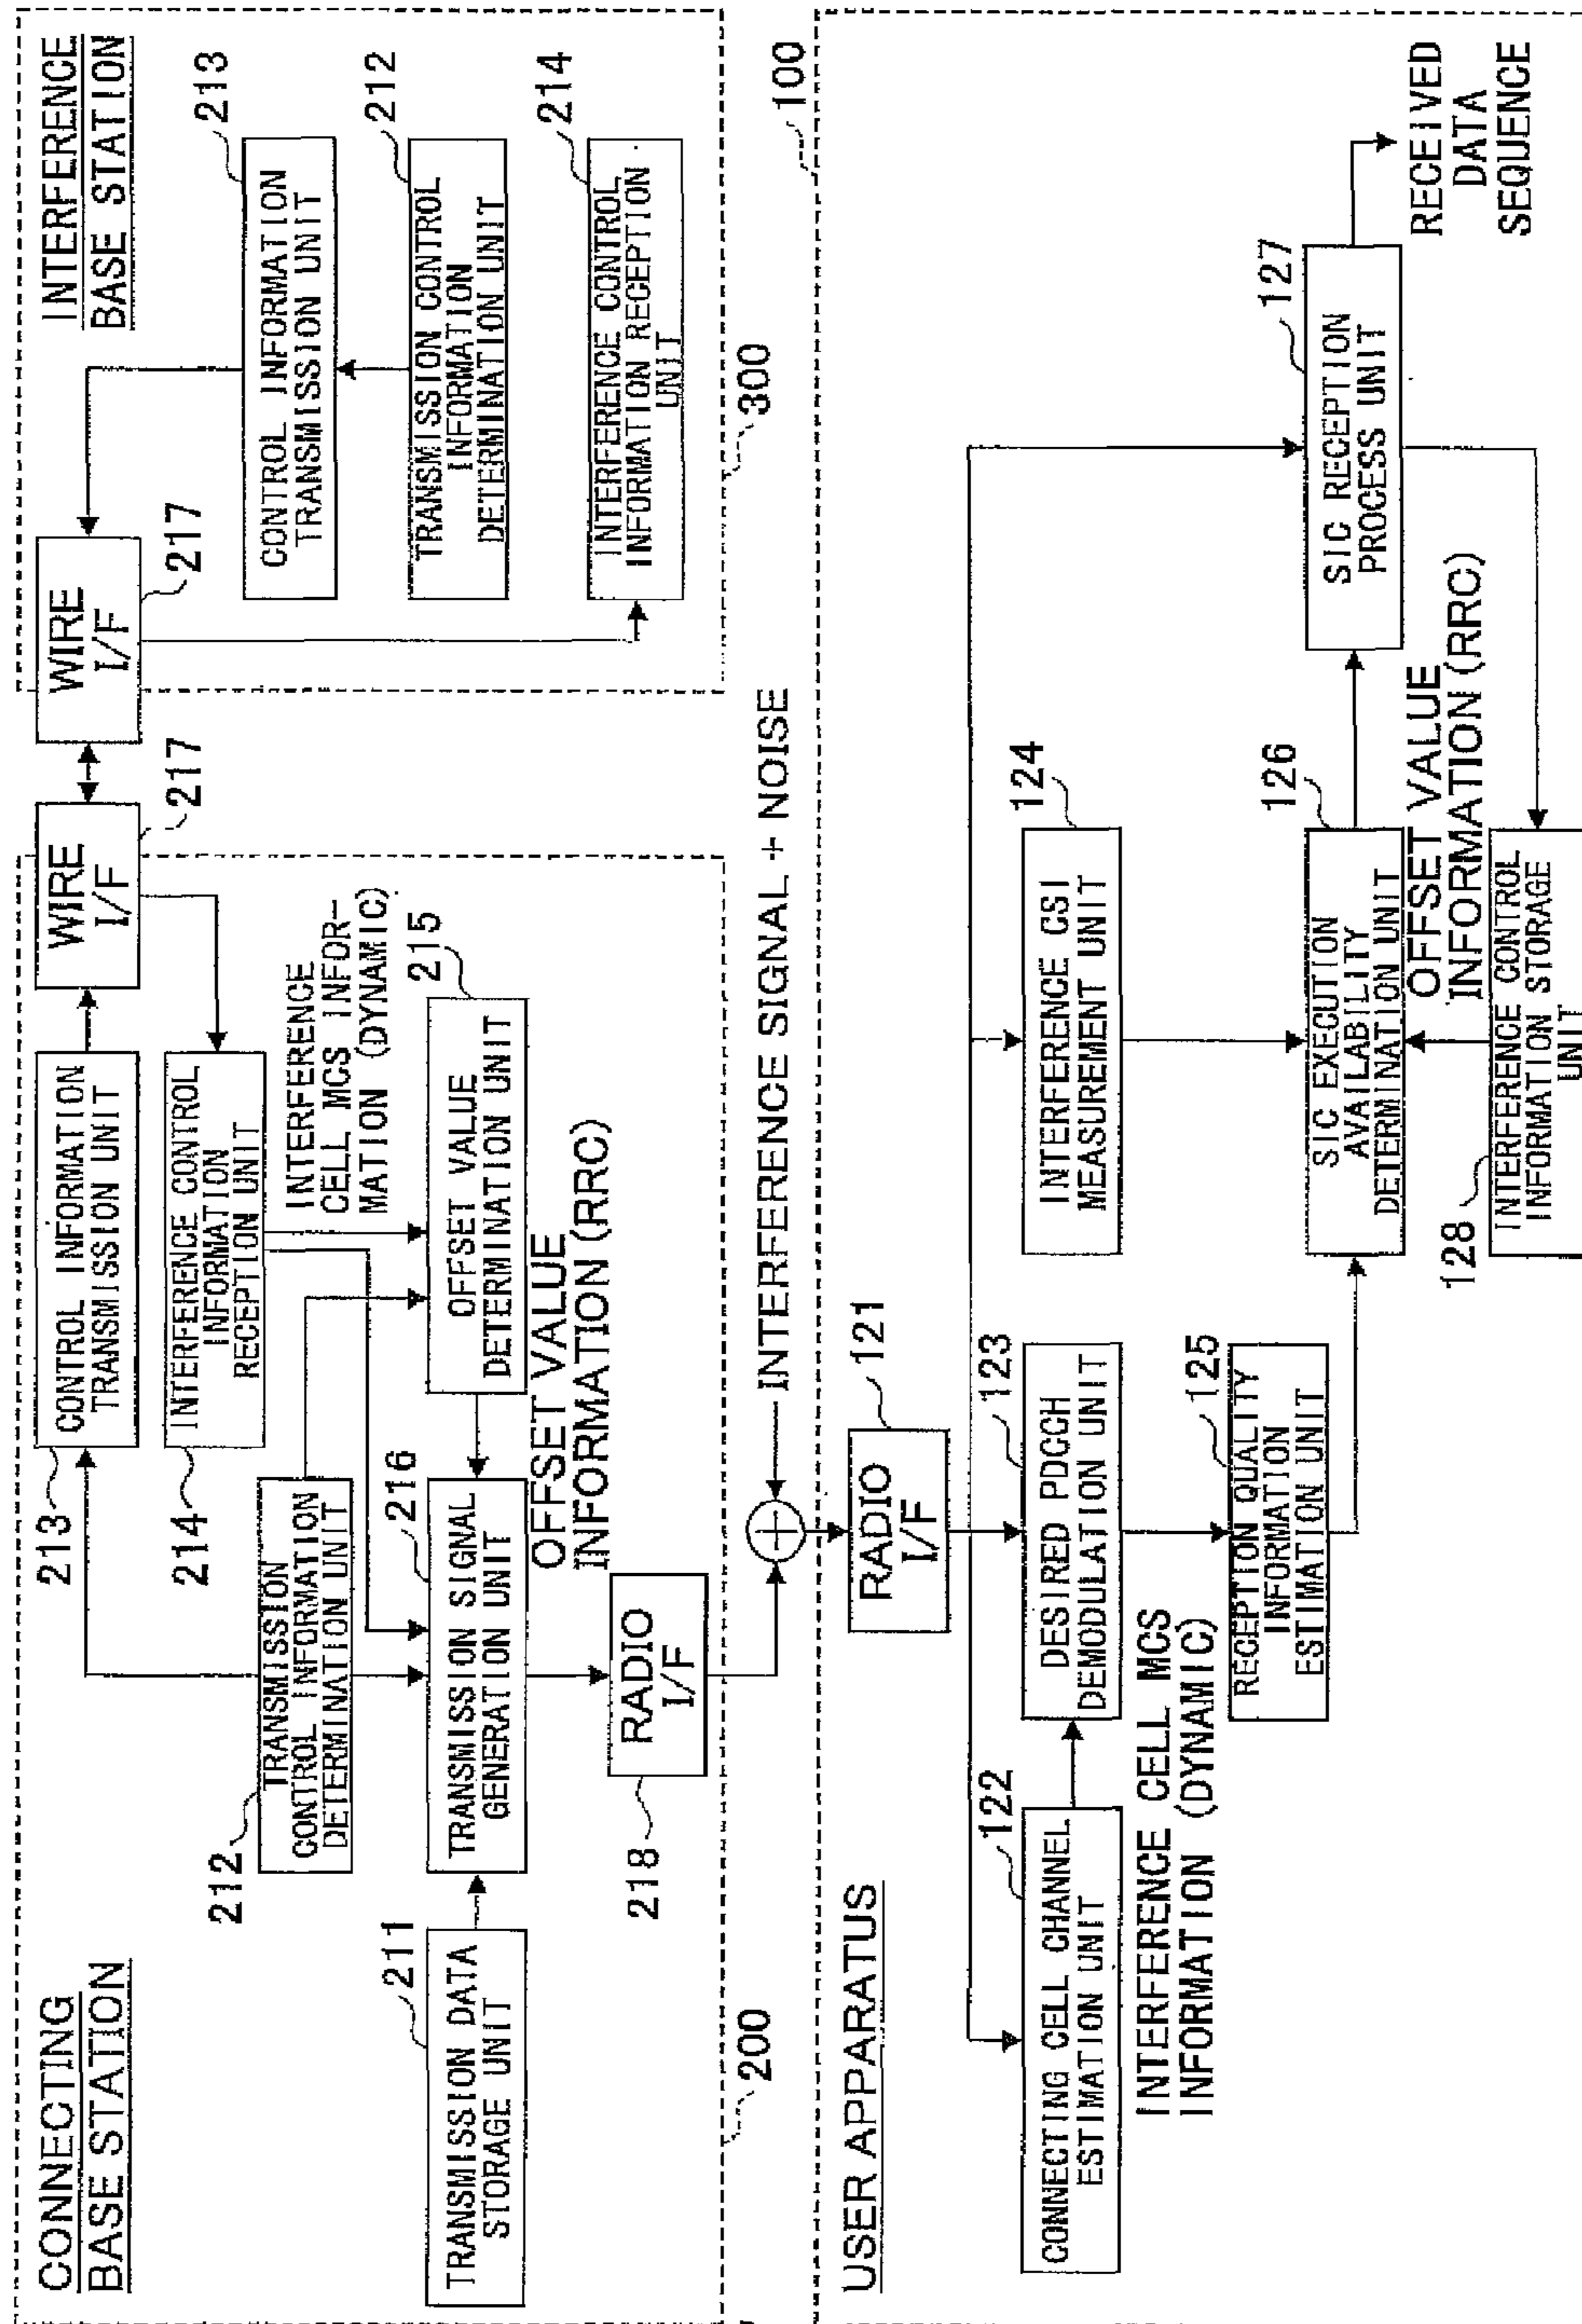 CONNECTING
BASE STATION
211
TRANSMISSION DATA
STORAGE UNIT
212
TRANSMISSION
CONTROL INFORMATION
DETERMINATION UNIT
213
CONTROL INFORMATION
TRANSMISSION UNIT
214
INTERFERENCE CONTROL
INFORMATION
RECEPTION UNIT
WIRE
I/F
217
INTERFERENCE
CELL MCS INFOR-
MATION (DYNAMIC)
215
OFFSET VALUE
DETERMINATION UNIT
216
TRANSMISSION SIGNAL
GENERATION UNIT
OFFSET VALUE
INFORMATION (RRC)
218
RADIO
I/F
200
INTERFERENCE
BASE STATION
WIRE
I/F
217
213
CONTROL INFORMATION
TRANSMISSION UNIT
212
TRANSMISSION CONTROL
INFORMATION
DETERMINATION UNIT
214
INTERFERENCE CONTROL
INFORMATION RECEPTION
UNIT
300
INTERFERENCE SIGNAL + NOISE
100
USER APPARATUS
RADIO
I/F
121
122
CONNECTING CELL CHANNEL
ESTIMATION UNIT
123
DESIRED PDCCH
DEMODULATION UNIT
124
INTERFERENCE CSI
MEASUREMENT UNIT
INTERFERENCE CELL MCS
INFORMATION (DYNAMIC)
125
RECEPTION QUALITY
INFORMATION
ESTIMATION UNIT
126
SIC EXECUTION
AVAILABILITY
DETERMINATION UNIT
127
SIC RECEPTION
PROCESS UNIT
RECEIVED
DATA
SEQUENCE
OFFSET VALUE
INFORMATION (RRC)
128
INTERFERENCE CONTROL
INFORMATION STORAGE
UNIT